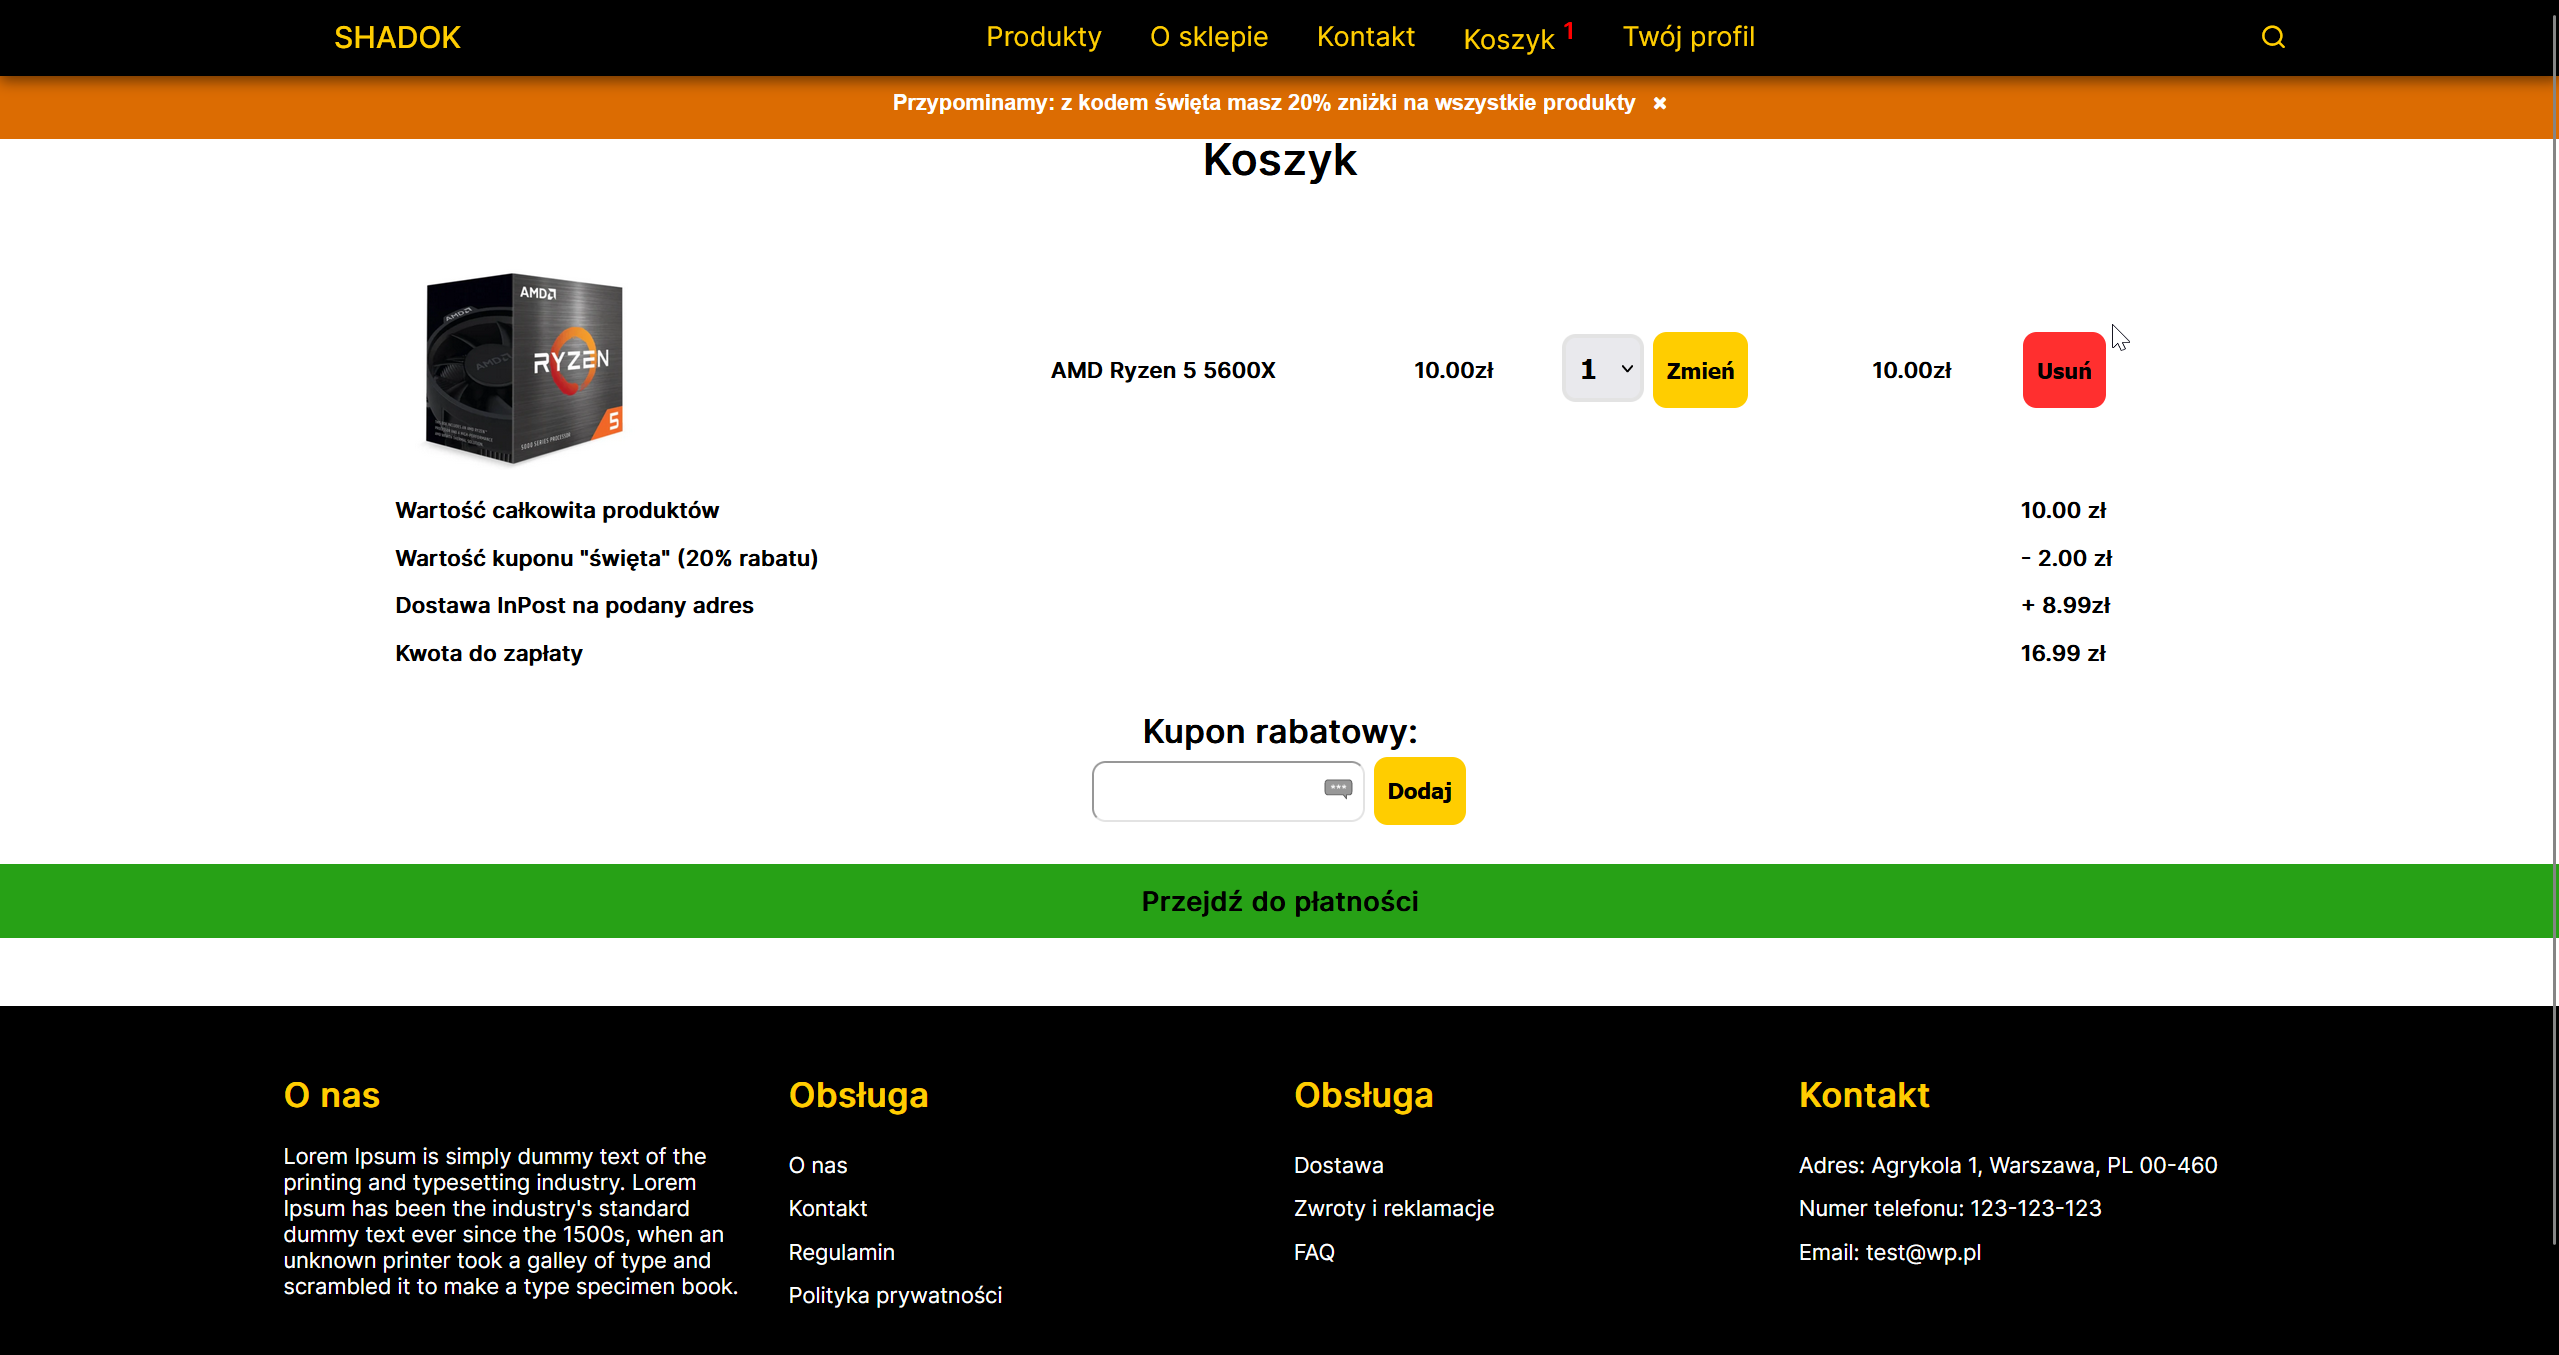 SHADOK
Produkty
O sklepie
Kontakt
Koszyk 1
Twój profil
Przypominamy: z kodem święta masz 20% zniżki na wszystkie produkty ✖
Koszyk
AMD
AMD
AMD
RYZEN
5
5000 SERIES PROCESSOR
AMD Ryzen 5 5600X
10.00zł
1
Zmień
10.00zł
Usuń
Wartość całkowita produktów 10.00 zł
Wartość kuponu "święta" (20% rabatu) - 2.00 zł
Dostawa InPost na podany adres + 8.99zł
Kwota do zapłaty 16.99 zł
Kupon rabatowy:
Dodaj
Przejdź do płatności
O nas
Lorem Ipsum is simply dummy text of the
printing and typesetting industry. Lorem
Ipsum has been the industry's standard
dummy text ever since the 1500s, when an
unknown printer took a galley of type and
scrambled it to make a type specimen book.
Obsługa
O nas
Kontakt
Regulamin
Polityka prywatności
Obsługa
Dostawa
Zwroty i reklamacje
FAQ
Kontakt
Adres: Agrykola 1, Warszawa, PL 00-460
Numer telefonu: 123-123-123
Email: test@wp.pl